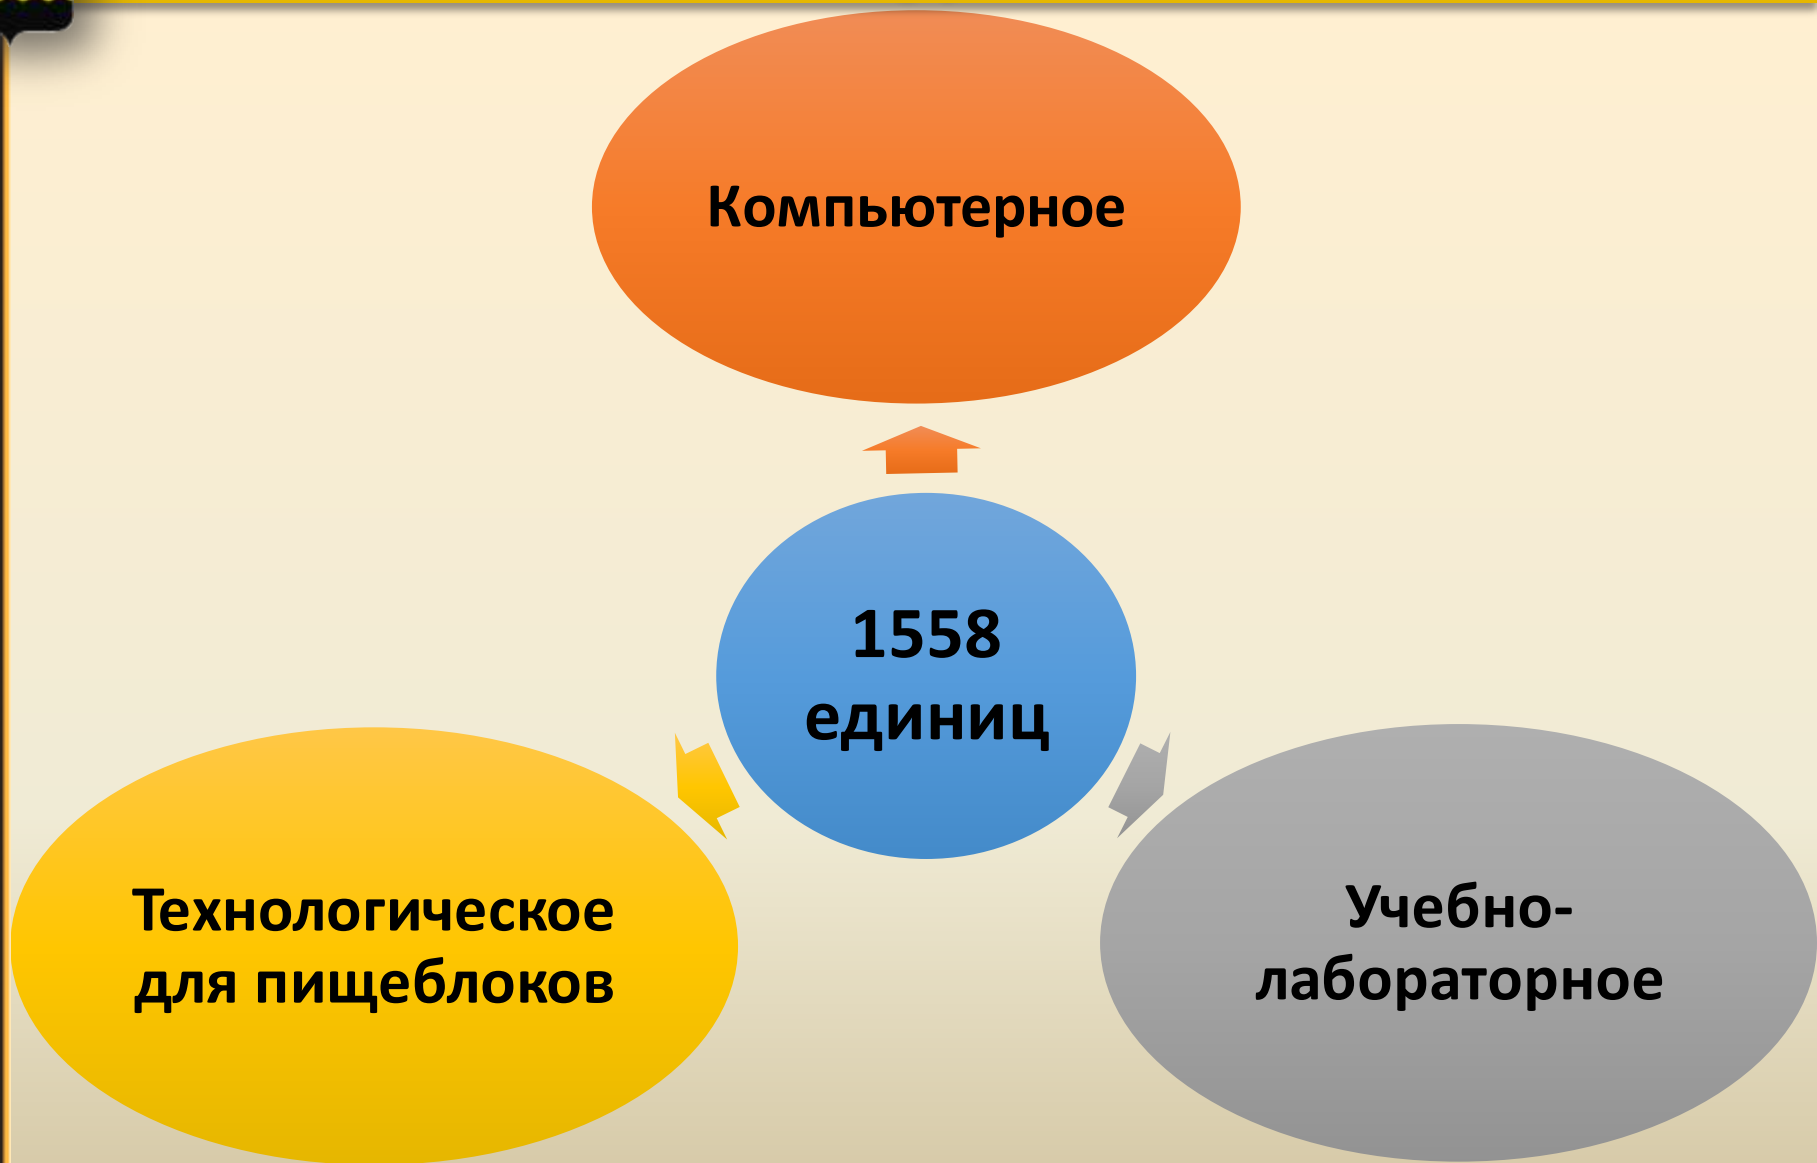 Компьютерное
1558
единиц
Технологическое
для пищеблоков
Учебно-
лабораторное